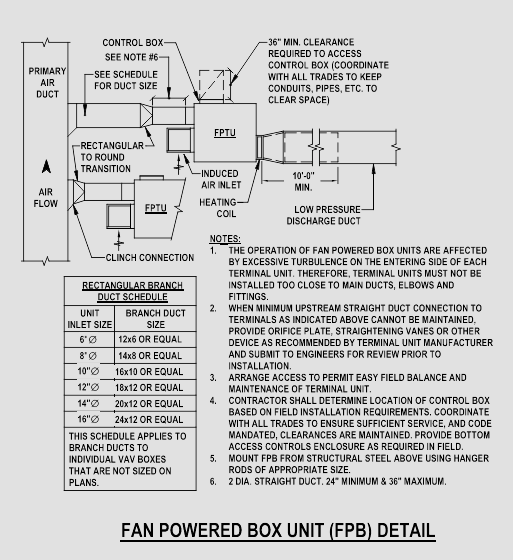 CONTROL BOX
SEE NOTE #6
36" MIN. CLEARANCE
REQUIRED TO ACCESS
CONTROL BOX (COORDINATE
WITH ALL TRADES TO KEEP
CONDUITS, PIPES, ETC. TO
CLEAR SPACE)
PRIMARY
AIR
DUCT
SEE SCHEDULE
FOR DUCT SIZE
FPTU
RECTANGULAR
TO ROUND
TRANSITION
INDUCED
AIR INLET
10'-0"
MIN.
AIR
FLOW
HEATING
COIL
FPTU
LOW PRESSURE
DISCHARGE DUCT
CLINCH CONNECTION
RECTANGULAR BRANCH
DUCT SCHEDULE
UNIT
INLET SIZE
BRANCH DUCT
SIZE
6"Ø 12x6 OR EQUAL
8"Ø 14x8 OR EQUAL
10"Ø 16x10 OR EQUAL
12"Ø 18x12 OR EQUAL
14"Ø 20x12 OR EQUAL
16"Ø 24x12 OR EQUAL
THIS SCHEDULE APPLIES TO
BRANCH DUCTS TO
INDIVIDUAL VAV BOXES
THAT ARE NOT SIZED ON
PLANS.
NOTES:
1. THE OPERATION OF FAN POWERED BOX UNITS ARE AFFECTED
BY EXCESSIVE TURBULENCE ON THE ENTERING SIDE OF EACH
TERMINAL UNIT. THEREFORE, TERMINAL UNITS MUST NOT BE
INSTALLED TOO CLOSE TO MAIN DUCTS, ELBOWS AND
FITTINGS.
2. WHEN MINIMUM UPSTREAM STRAIGHT DUCT CONNECTION TO
TERMINALS AS INDICATED ABOVE CANNOT BE MAINTAINED,
PROVIDE ORIFICE PLATE, STRAIGHTENING VANES OR OTHER
DEVICE AS RECOMMENDED BY TERMINAL UNIT MANUFACTURER
AND SUBMIT TO ENGINEERS FOR REVIEW PRIOR TO
INSTALLATION.
3. ARRANGE ACCESS TO PERMIT EASY FIELD BALANCE AND
MAINTENANCE OF TERMINAL UNIT.
4. CONTRACTOR SHALL DETERMINE LOCATION OF CONTROL BOX
BASED ON FIELD INSTALLATION REQUIREMENTS. COORDINATE
WITH ALL TRADES TO ENSURE SUFFICIENT SERVICE, AND CODE
MANDATED, CLEARANCES ARE MAINTAINED. PROVIDE BOTTOM
ACCESS CONTROLS ENCLOSURE AS REQUIRED IN FIELD.
5. MOUNT FPB FROM STRUCTURAL STEEL ABOVE USING HANGER
RODS OF APPROPRIATE SIZE.
6. 2 DIA. STRAIGHT DUCT. 24" MINIMUM & 36" MAXIMUM.
FAN POWERED BOX UNIT (FPB) DETAIL